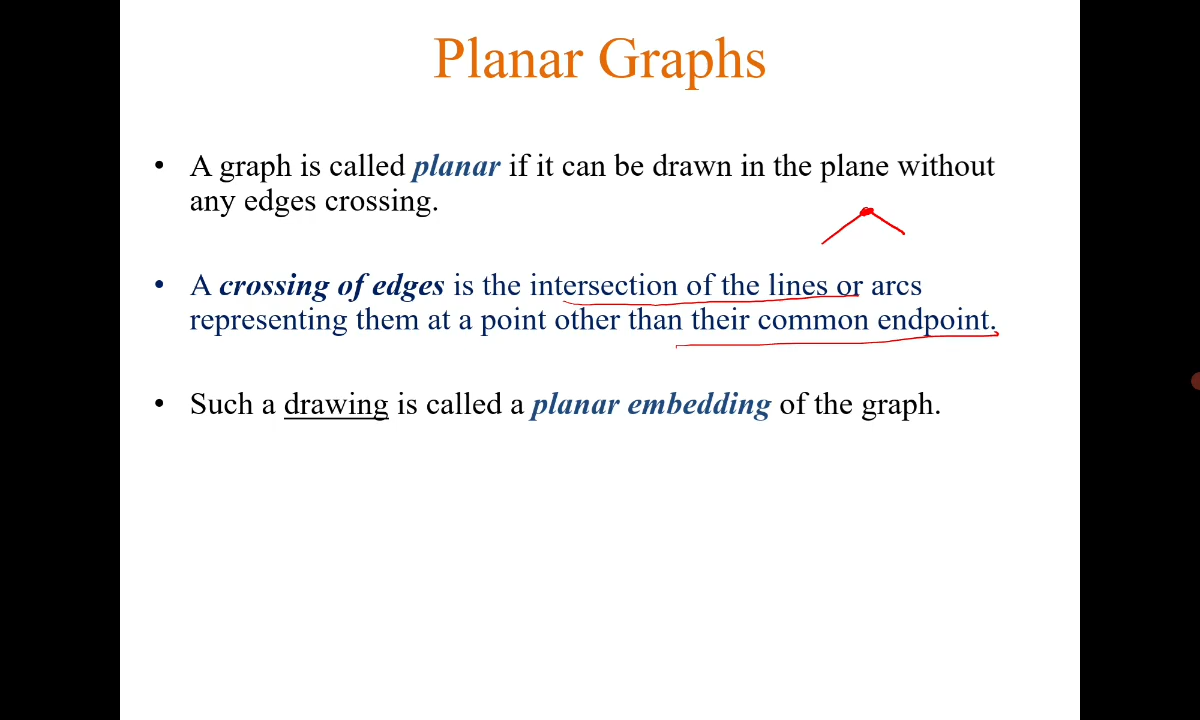 Planar Graphs
• A graph is called planar if it can be drawn in the plane without
any edges crossing.
• A crossing of edges is the intersection of the lines or arcs
representing them at a point other than their common endpoint.
• Such a drawing is called a planar embedding of the graph.